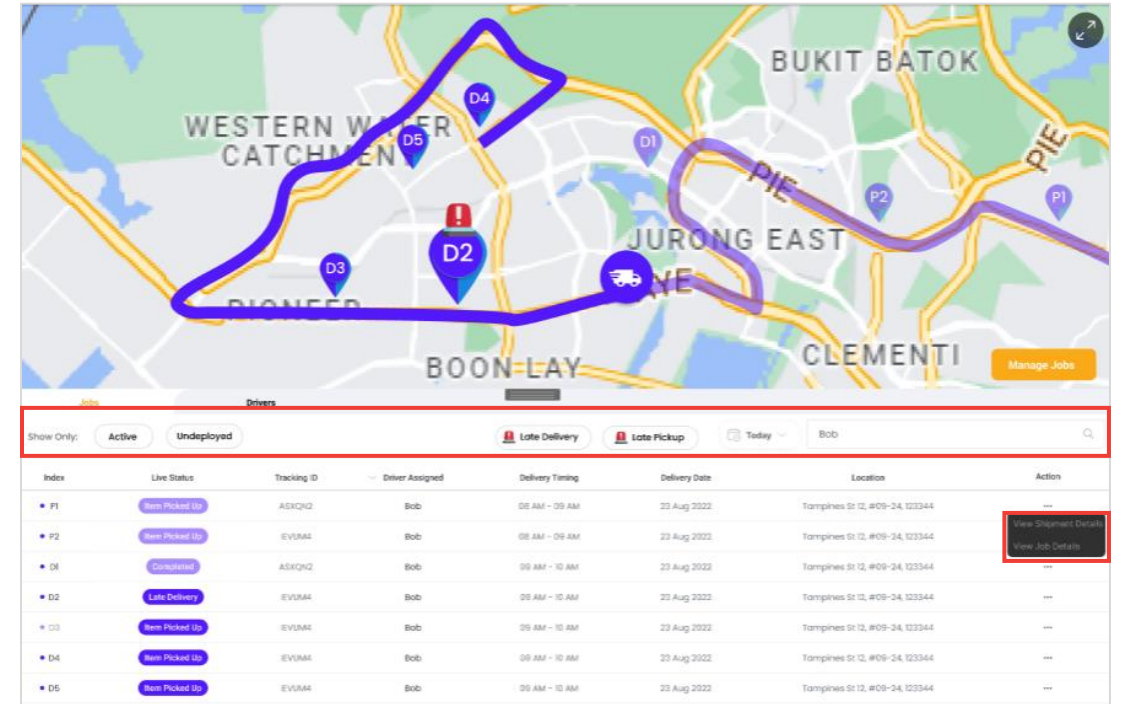 BUKIT BATOK
D4
WESTERN WATER
CATCHMENT
D5
D1
PIE
PIE
P2
P1
D2
JURONG EAST
D3
AYE
PIONEER
CLEMENTI
BOON LAY
Manage Jobs
Jobs Drivers
Show Only: Active Undeployed Late Delivery Late Pickup Today Bob
Index Live Status Tracking ID Driver Assigned Delivery Timing Delivery Date Location Action
P1 Item Picked Up ASXQN2 Bob 08 AM - 09 AM 23 Aug 2022 Tampines St 12, #09-24, 123344 ...
View Shipment Details
P2 Item Picked Up IEVUM4 Bob 08 AM - 09 AM 23 Aug 2022 Tampines St 12, #09-24, 123344
View Job Details
D1 Completed ASXQN2 Bob 09 AM - 10 AM 23 Aug 2022 Tampines St 12, #09-24, 123344 ...
D2 Late Delivery IEVUM4 Bob 09 AM - 10 AM 23 Aug 2022 Tampines St 12, #09-24, 123344 ...
D3 Item Picked Up IEVUM4 Bob 09 AM - 10 AM 23 Aug 2022 Tampines St 12, #09-24, 123344 ...
D4 Item Picked Up IEVUM4 Bob 09 AM - 10 AM 23 Aug 2022 Tampines St 12, #09-24, 123344 ...
D5 Item Picked Up IEVUM4 Bob 09 AM - 10 AM 23 Aug 2022 Tampines St 12, #09-24, 123344 ...